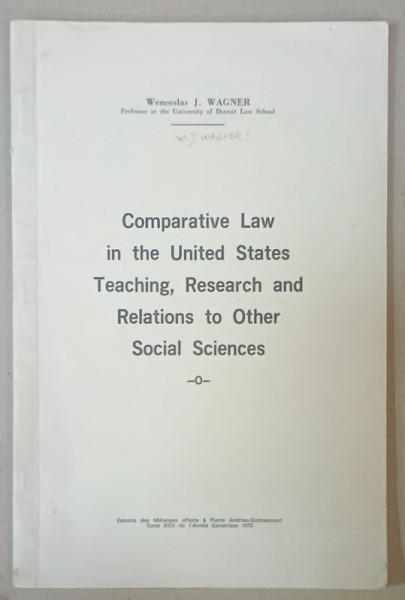 Wenceslas J. WAGNER
Professor at the University of Detroit Law School
W. J WAGNER!
Comparative Law
in the United States
Teaching, Research and
Relations to Other
Social Sciences
—O—
Extraits des Mélanges offerts à Pierre Andrieu-Guitrancourt
Tome XVII de l'Année Canonique 1973